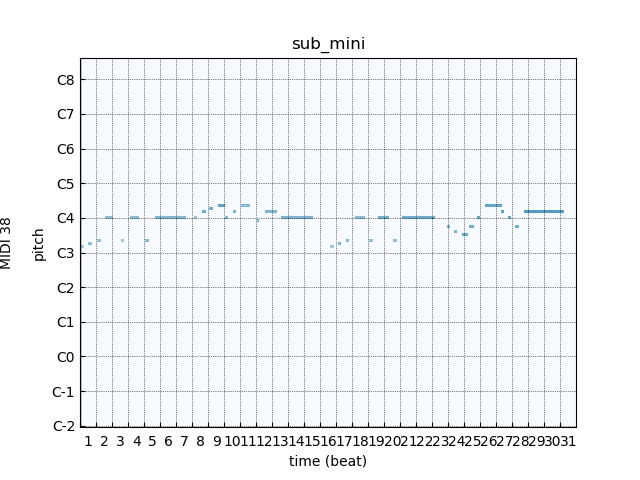 sub_mini
C8
C7
C6
C5
C4
C3
C2
C1
C0
C-1
C-2
MIDI 38
pitch
1 2 3 4 5 6 7 8 9 10 11 12 13 14 15 16 17 18 19 20 21 22 23 24 25 26 27 28 29 30 31
time (beat)